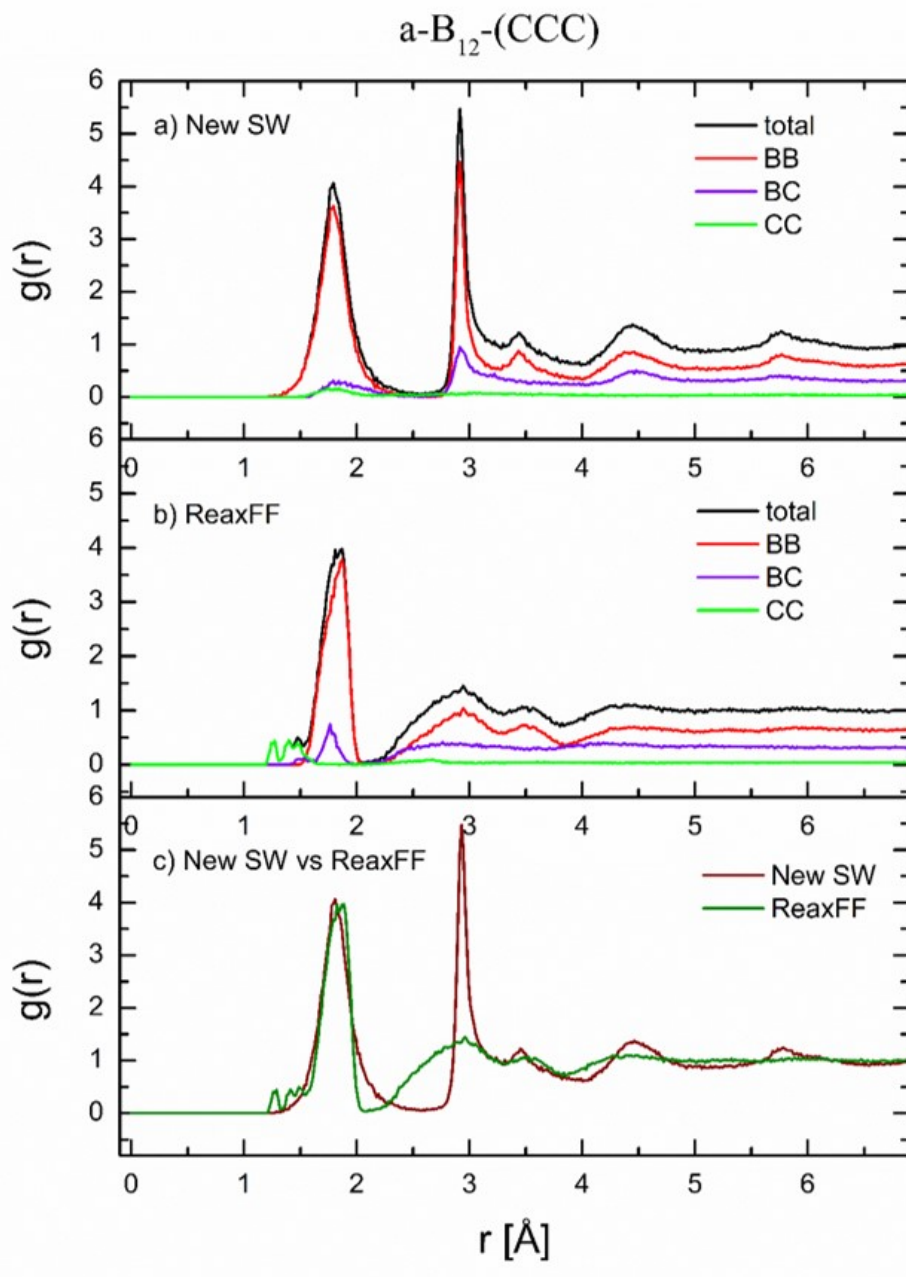 a-B₁₂-(CCC)
6
a) New SW
total
5
BB
4
BC
CC
3
g(r)
2
1
0
0 1 2 3 4 5 6
6
5
b) ReaxFF
total
BB
4
BC
3
CC
g(r)
2
1
0
0 1 2 3 4 5 6
6
c) New SW vs ReaxFF
5
New SW
4
ReaxFF
3
g(r)
2
1
0
0 1 2 3 4 5 6
r [Å]